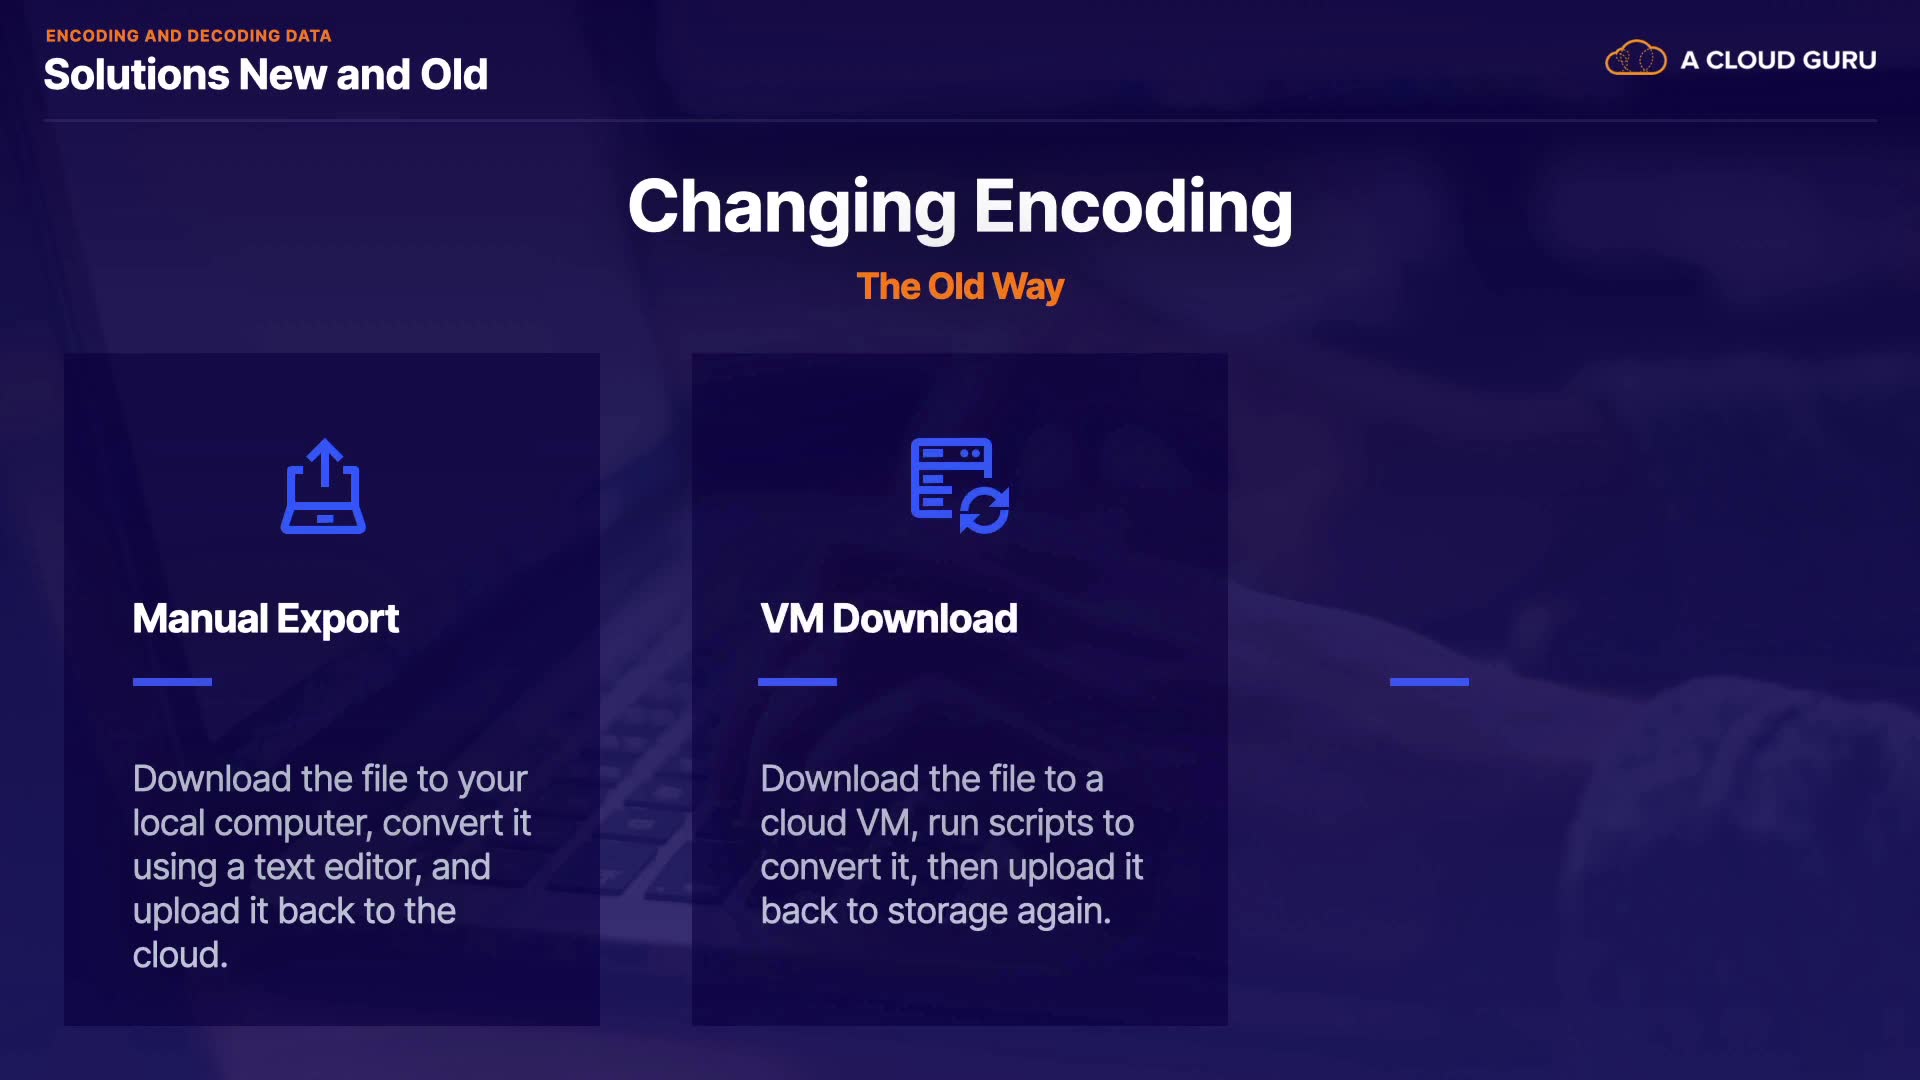 ENCODING AND DECODING DATA
Solutions New and Old
A CLOUD GURU
Changing Encoding
The Old Way
Manual Export
Download the file to your
local computer, convert it
using a text editor, and
upload it back to the
cloud.
VM Download
Download the file to a
cloud VM, run scripts to
convert it, then upload it
back to storage again.